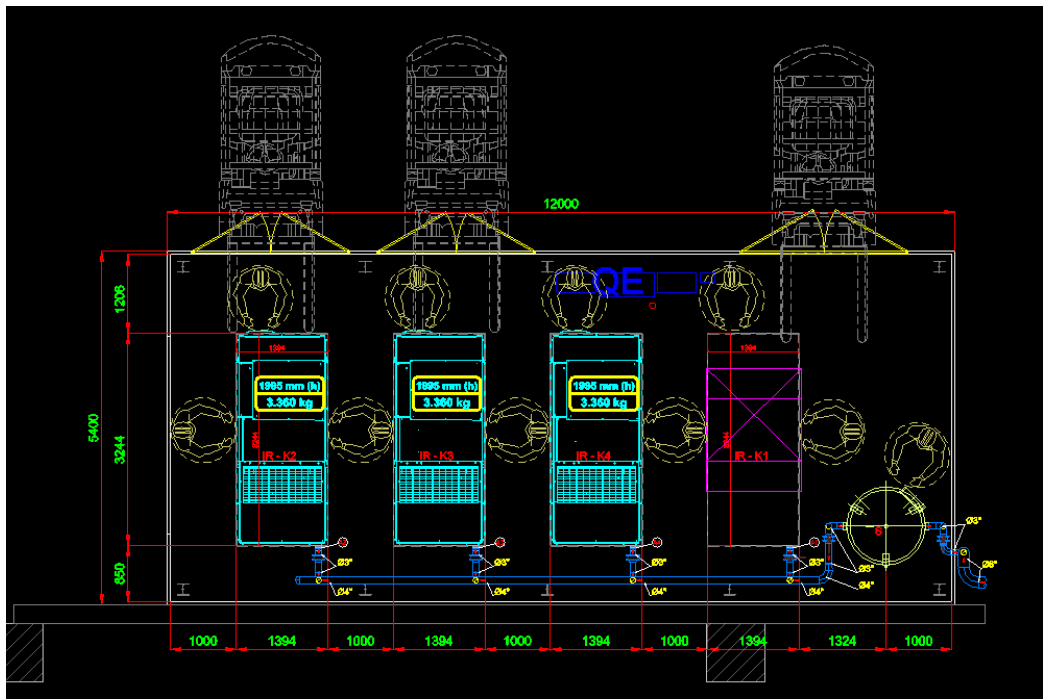 12000
QE
1206
1394
1394
1995 mm (h)
3.360 kg
1995 mm (h)
3.360 kg
1995 mm (h)
3.360 kg
5400
3244
IR - K2
IR - K3
IR - K4
IR - K1
Ø3"
Ø3"
Ø3"
Ø3"
Ø3"
Ø3"
Ø6"
850
Ø4"
Ø4"
Ø4"
Ø4"
Ø4"
1000
1394
1000
1394
1000
1394
1000
1394
1324
1000